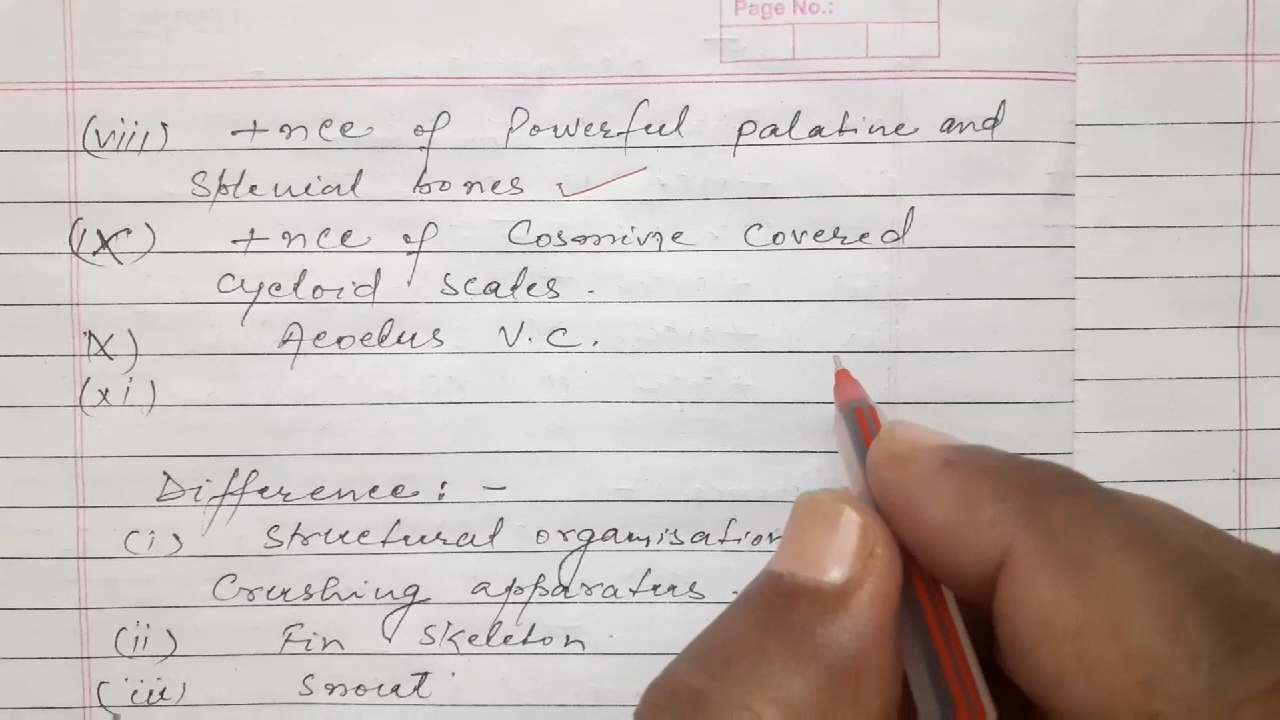 Page No.:
(viii) +nce of Powerful palatine and
Splenial bones ✓
(ix) +nce of Cosmine covered
cycloid scales.
X) Acoelus V.C.
(xi)
Difference: -
(i) Structural organisation
Crushing apparatus.
(ii) Fin Skeleton
(iii) Snout